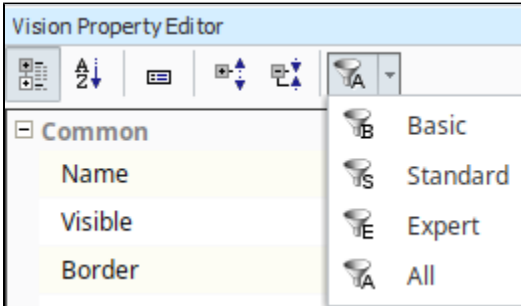 Vision Property Editor
A
Z
A
Common
Name
Visible
Border
B Basic
S Standard
E Expert
A All